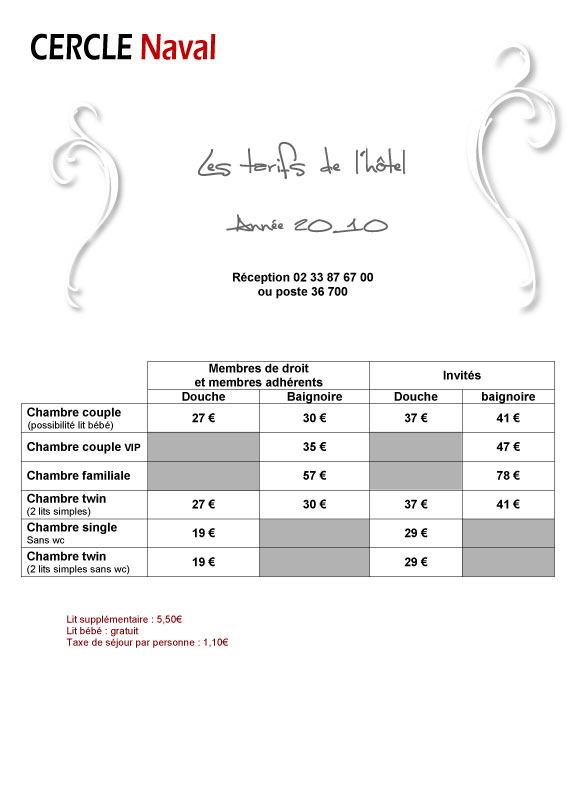 CERCLE Naval
Les tarifs de l'hôtel
Année 2010
Réception 02 33 87 67 00
ou poste 36 700
Membres de droit
et membres adhérents
Invités
Douche Baignoire Douche baignoire
Chambre couple
(possibilité lit bébé)
27 € 30 € 37 € 41 €
Chambre couple VIP 35 € 47 €
Chambre familiale 57 € 78 €
Chambre twin
(2 lits simples)
27 € 30 € 37 € 41 €
Chambre single
Sans wc
19 € 29 €
Chambre twin
(2 lits simples sans wc)
19 € 29 €
Lit supplémentaire : 5,50€
Lit bébé : gratuit
Taxe de séjour par personne : 1,10€